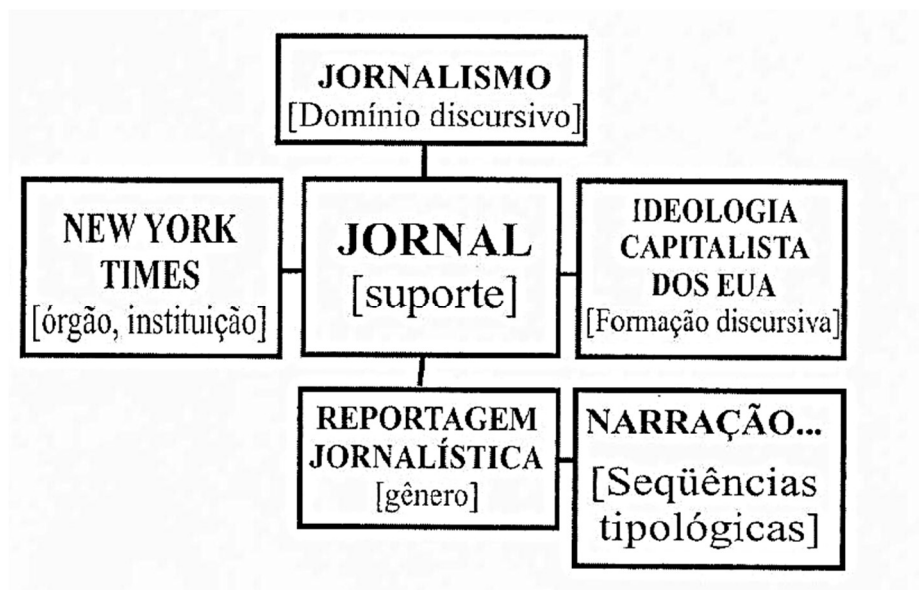 JORNALISMO
[Domínio discursivo]
NEW YORK
TIMES
[órgão, instituição]
JORNAL
[suporte]
IDEOLOGIA
CAPITALISTA
DOS EUA
[Formação discursiva]
REPORTAGEM
JORNALÍSTICA
[gênero]
NARRAÇÃO...
[Seqüências
tipológicas]